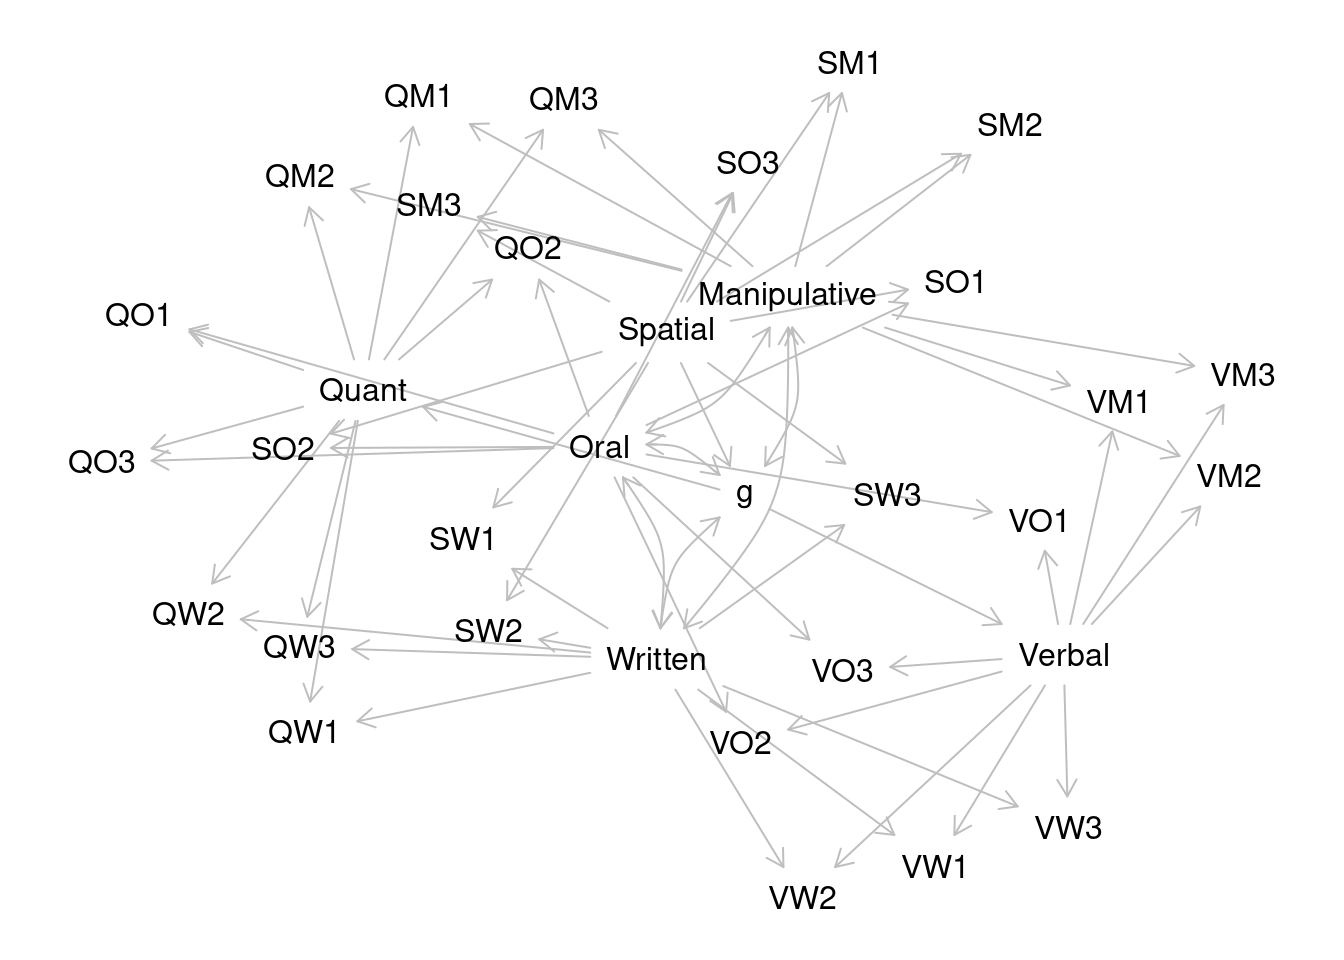 SM1
QM1
QM3
SM2
SO3
QM2
SM3
QO2
SO1
Manipulative
QO1
Spatial
VM3
Quant
VM1
Oral
SO2
QO3
VM2
g
SW3
VO1
SW1
QW2
SW2
QW3
Written
Verbal
VO3
QW1
VO2
VW3
VW1
VW2